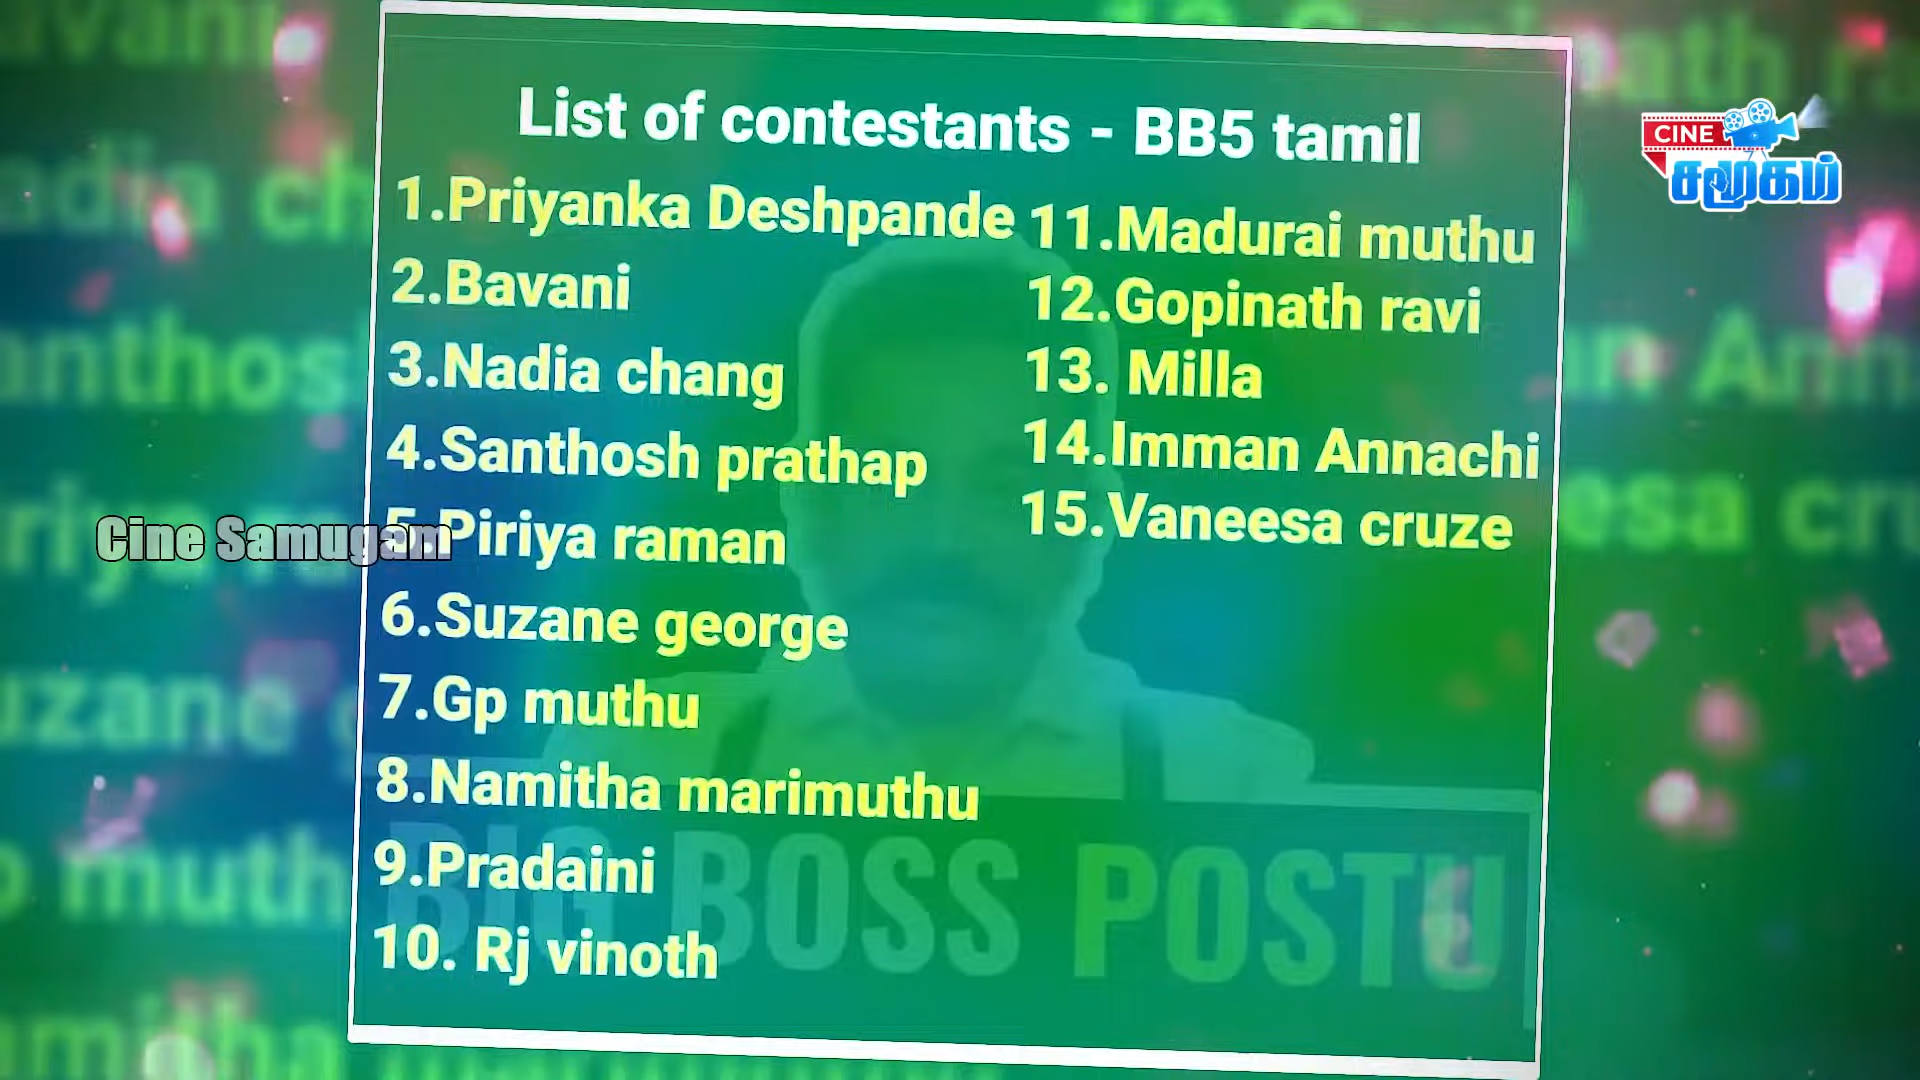 List of contestants - BB5 tamil
1.Priyanka Deshpande
2.Bavani
3.Nadia chang
4.Santhosh prathap
5.Piriya raman
6.Suzane george
7.Gp muthu
8.Namitha marimuthu
9.Pradaini
10. Rj vinoth
11.Madurai muthu
12.Gopinath ravi
13. Milla
14.Imman Annachi
15.Vaneesa cruze
CINE
சமூகம்
Cine Samugam
BIG BOSS POSTU